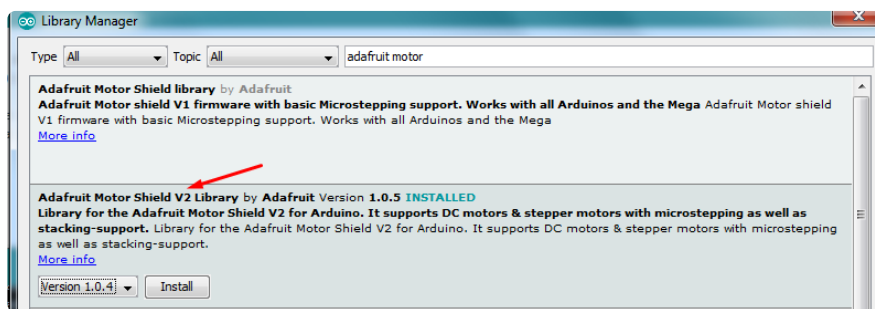 Library Manager
Type All Topic All adafruit motor
Adafruit Motor Shield library by Adafruit
Adafruit Motor shield V1 firmware with basic Microstepping support. Works with all Arduinos and the Mega Adafruit Motor shield
V1 firmware with basic Microstepping support. Works with all Arduinos and the Mega
More info
Adafruit Motor Shield V2 Library by Adafruit Version 1.0.5 INSTALLED
Library for the Adafruit Motor Shield V2 for Arduino. It supports DC motors & stepper motors with microstepping as well as
stacking-support. Library for the Adafruit Motor Shield V2 for Arduino. It supports DC motors & stepper motors with microstepping
as well as stacking-support.
More info
Version 1.0.4 Install